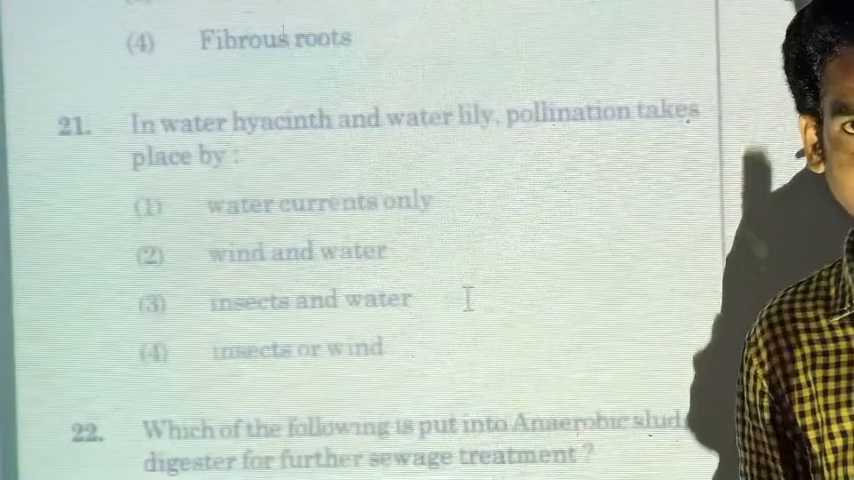 (4) Fibrous roots
21. In water hyacinth and water lily, pollination takes
place by :
(1) water currents only
(2) wind and water
(3) insects and water
(4) insects or wind
22. Which of the following is put into Anaerobic slud
digester for further sewage treatment ?